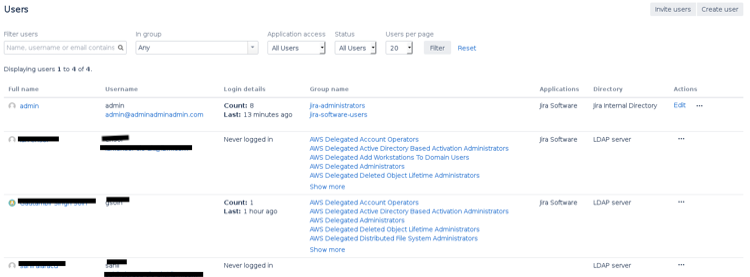 Users
Invite users
Create user
Filter users
In group
Application access
Status
Users per page
Name, username or email contains
Any
All Users
All Users
20
Filter
Reset
Displaying users 1 to 4 of 4.
Full name Username Login details Group name Applications Directory Actions
admin admin Count: 8 jira-administrators Jira Software Jira Internal Directory Edit ...
admin@adminadminadmin.com Last: 13 minutes ago jira-software-users
Never logged in AWS Delegated Account Operators Jira Software LDAP server ...
AWS Delegated Active Directory Based Activation Administrators
AWS Delegated Add Workstations To Domain Users
AWS Delegated Administrators
AWS Delegated Deleted Object Lifetime Administrators
Show more
Count: 1 AWS Delegated Account Operators Jira Software LDAP server ...
Last: 1 hour ago AWS Delegated Active Directory Based Activation Administrators
AWS Delegated Administrators
AWS Delegated Deleted Object Lifetime Administrators
AWS Delegated Distributed File System Administrators
Show more
Never logged in LDAP server ...